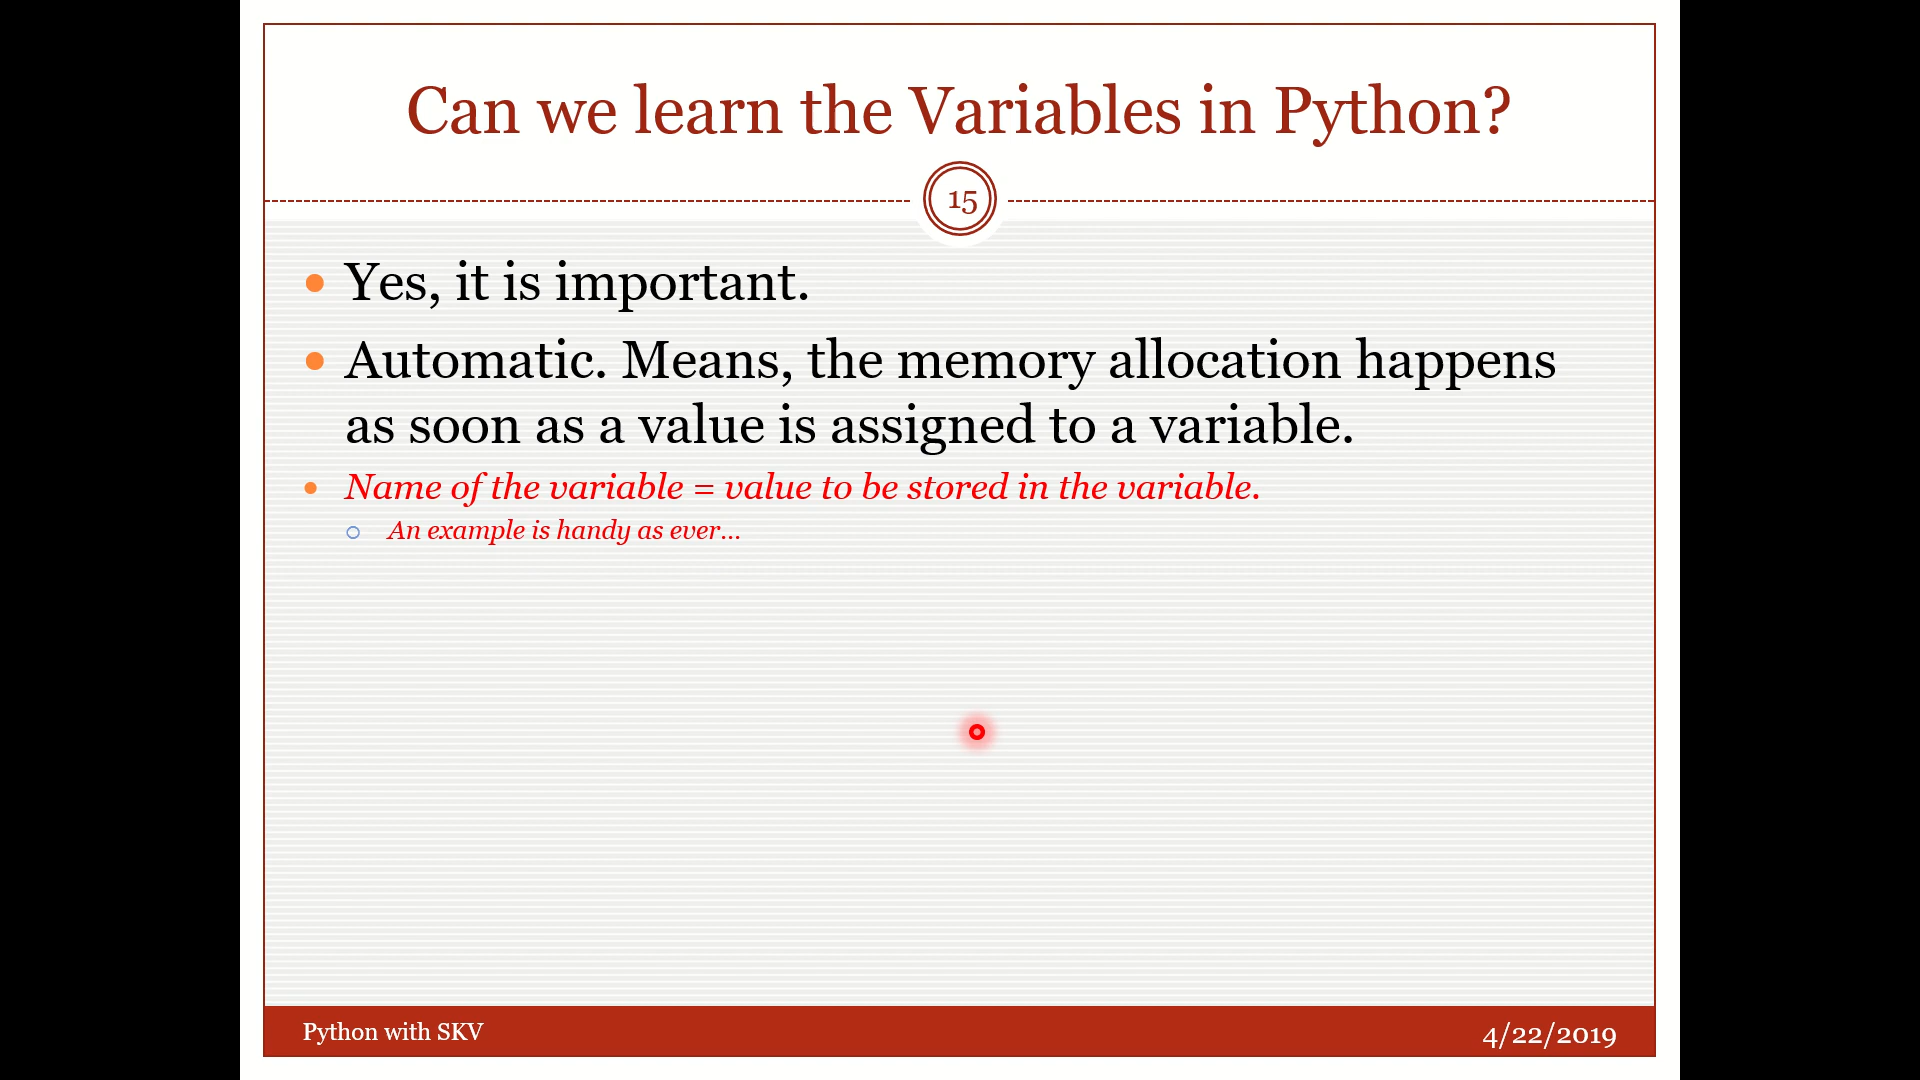 Can we learn the Variables in Python?
15
Yes, it is important.
Automatic. Means, the memory allocation happens
as soon as a value is assigned to a variable.
Name of the variable = value to be stored in the variable.
An example is handy as ever…
Python with SKV
4/22/2019